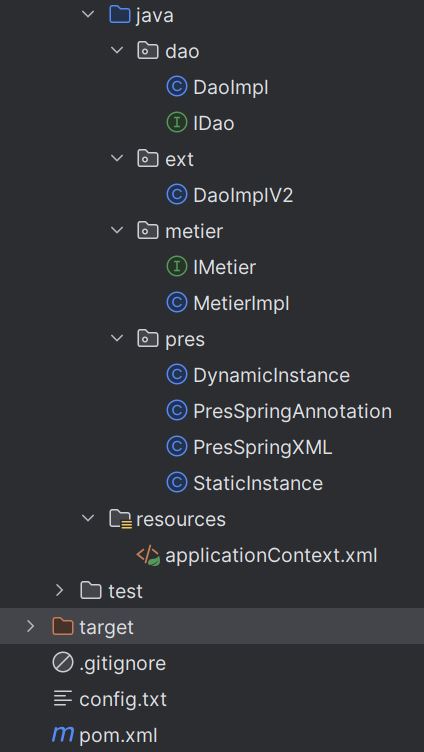 java
dao
DaoImpl
IDao
ext
DaoImplV2
metier
IMetier
MetierImpl
pres
DynamicInstance
PresSpringAnnotation
PresSpringXML
StaticInstance
resources
applicationContext.xml
test
target
.gitignore
config.txt
pom.xml